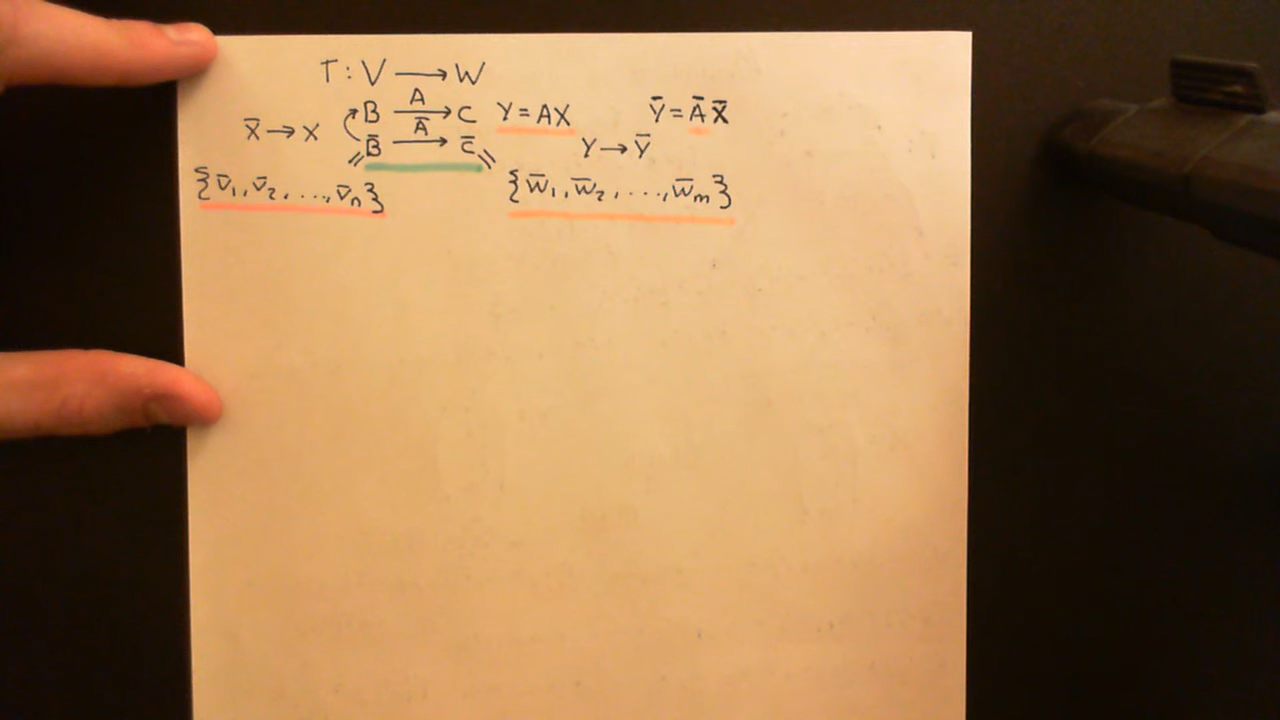 T : V → W
B →(A) C Y = AX Ȳ = ĀX̄
X̄ → X B̄ →(Ā) C̄ Y → Ȳ
{v̄₁, v̄₂, ..., v̄ₙ} {w̄₁, w̄₂, ..., w̄ₘ}